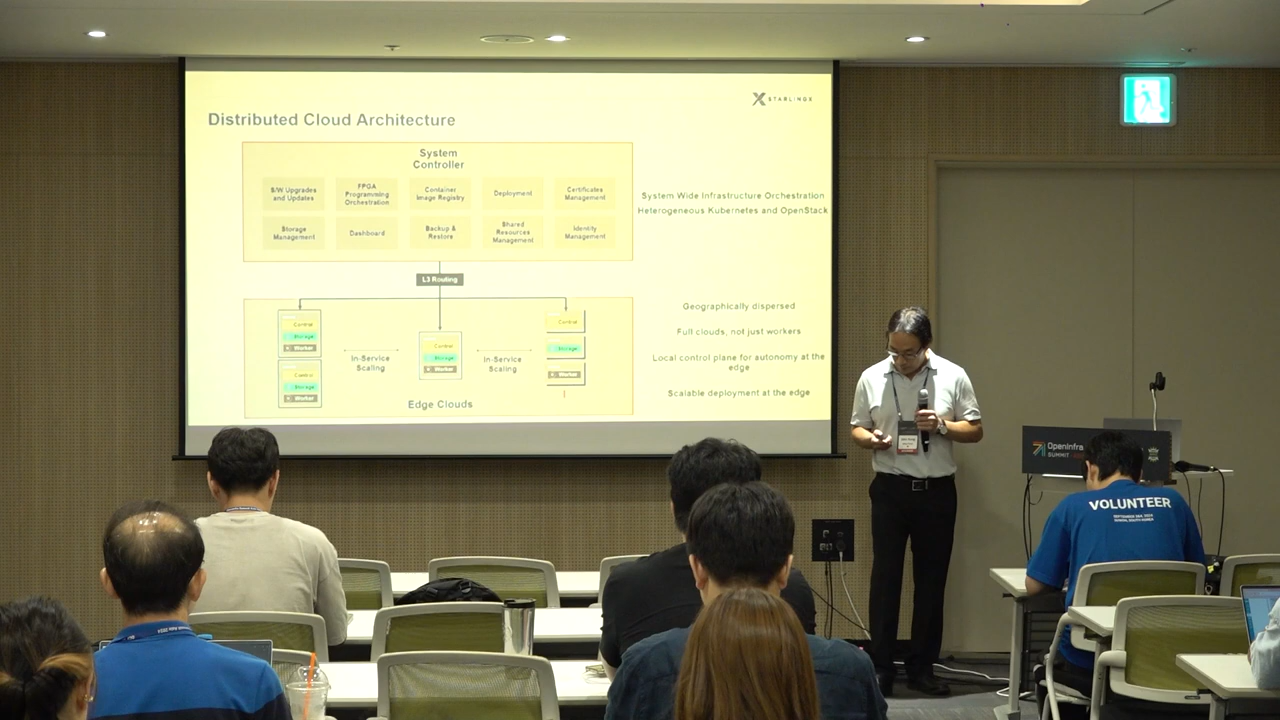 STARLINGX
Distributed Cloud Architecture
System
Controller
S/W Upgrades
and Updates
FPGA
Programming
Orchestration
Container
Image Registry
Deployment
Certificates
Management
Storage
Management
Dashboard
Backup &
Restore
Shared
Resources
Management
Identity
Management
System Wide Infrastructure Orchestration
Heterogeneous Kubernetes and OpenStack
L3 Routing
Control
Storage
Worker
Control
Storage
Worker
In-Service
Scaling
Control
Storage
Worker
In-Service
Scaling
Control
Storage
Worker
Edge Clouds
Geographically dispersed
Full clouds, not just workers
Local control plane for autonomy at the
edge
Scalable deployment at the edge
OpenInfra
SUMMIT
VOLUNTEER